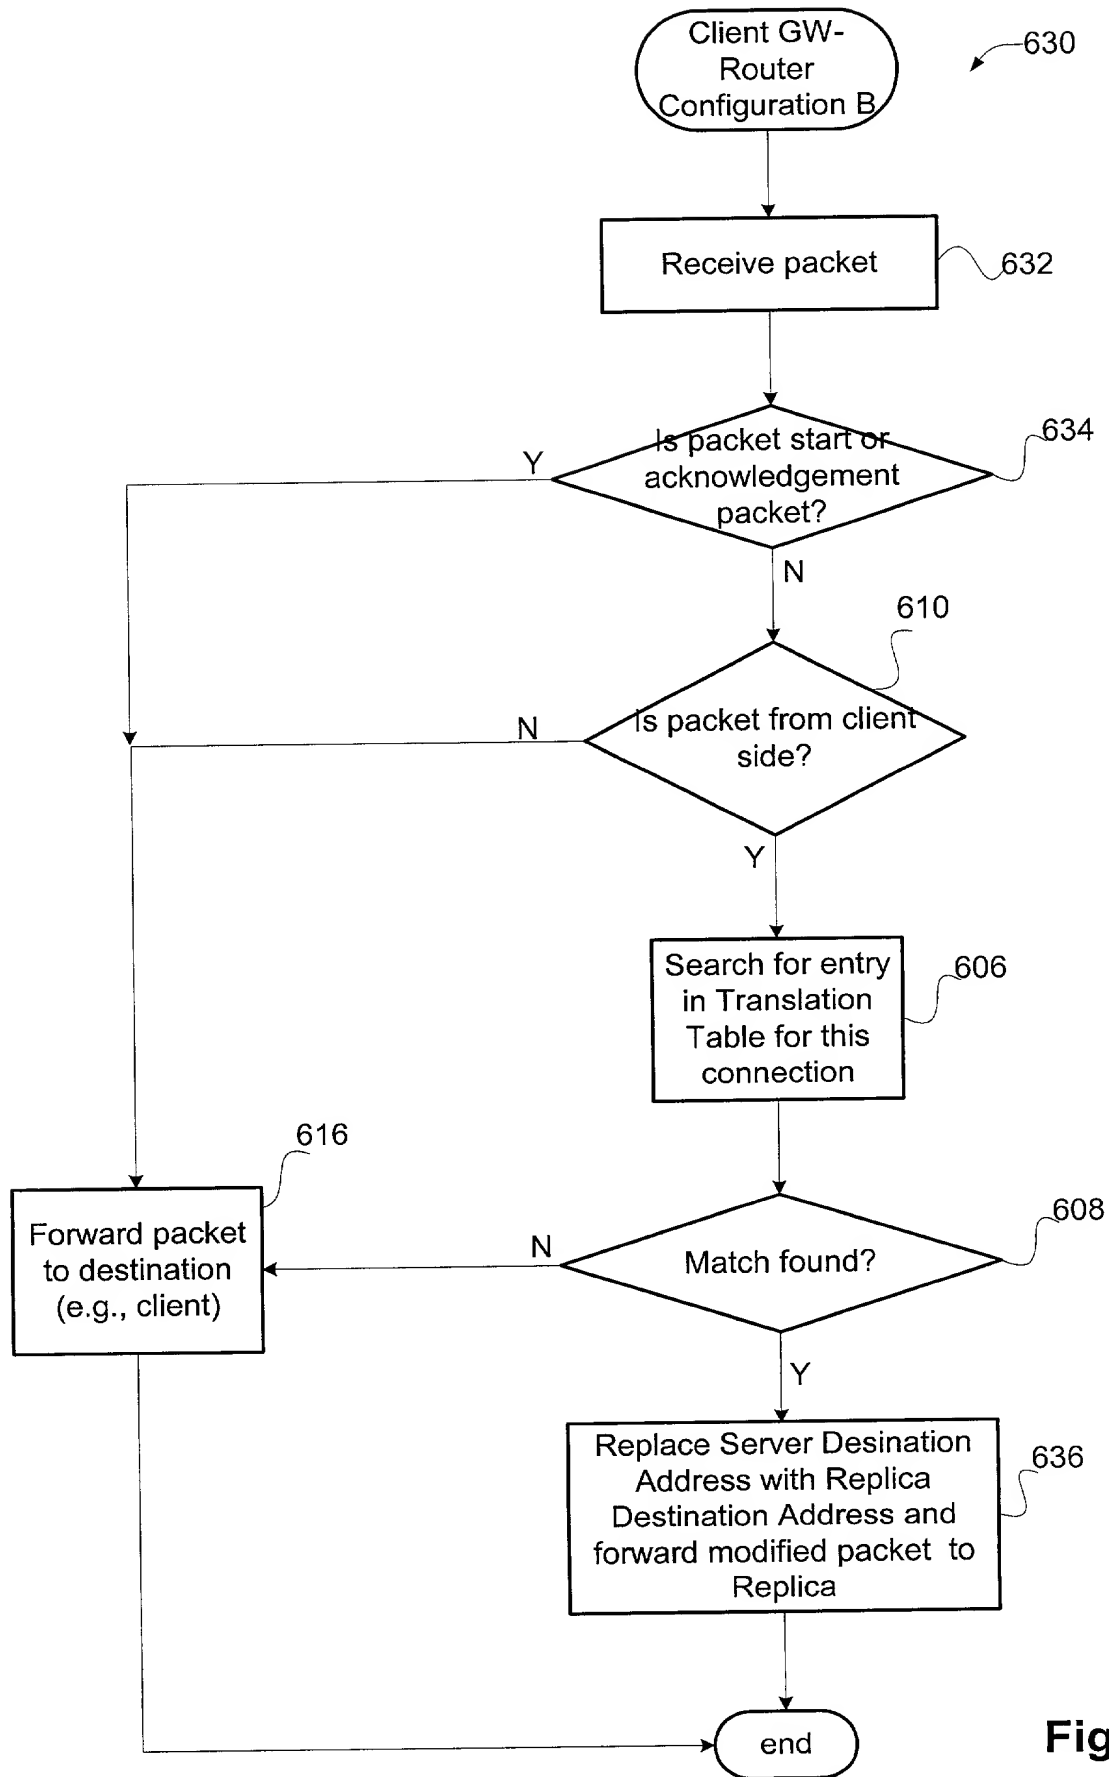 Client GW-
Router
Configuration B
630
Receive packet
632
Is packet start or
acknowledgement
packet?
634
Y
N
610
Is packet from client
side?
N
Y
Search for entry
in Translation
Table for this
connection
606
616
Forward packet
to destination
(e.g., client)
Match found?
608
N
Y
Replace Server Desination
Address with Replica
Destination Address and
forward modified packet to
Replica
636
end
Fig